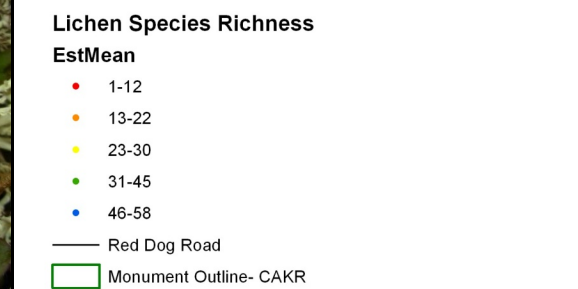 Lichen Species Richness
EstMean
1-12
13-22
23-30
31-45
46-58
Red Dog Road
Monument Outline- CAKR